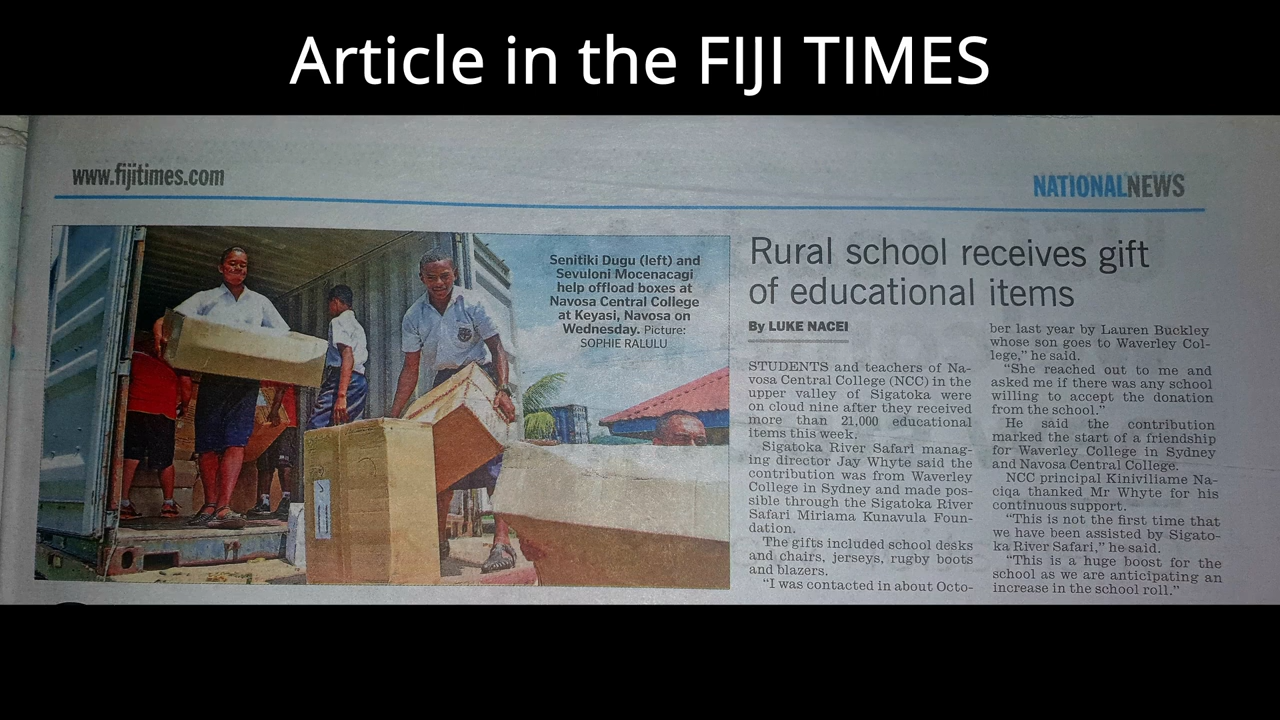 Article in the FIJI TIMES
www.fijitimes.com
NATIONALNEWS
Senitiki Dugu (left) and
Sevuloni Mocenacagi
help offload boxes at
Navosa Central College
at Keyasi, Navosa on
Wednesday. Picture:
SOPHIE RALULU
Rural school receives gift
of educational items
By LUKE NACEI
STUDENTS and teachers of Na-
vosa Central College (NCC) in the
upper valley of Sigatoka were
on cloud nine after they received
more than 21,000 educational
items this week.
Sigatoka River Safari manag-
ing director Jay Whyte said the
contribution was from Waverley
College in Sydney and made pos-
sible through the Sigatoka River
Safari Miriama Kunavula Foun-
dation.
The gifts included school desks
and chairs, jerseys, rugby boots
and blazers.
"I was contacted in about Octo-
ber last year by Lauren Buckley
whose son goes to Waverley Col-
lege," he said.
"She reached out to me and
asked me if there was any school
willing to accept the donation
from the school."
He said the contribution
marked the start of a friendship
for Waverley College in Sydney
and Navosa Central College.
NCC principal Kiniviliame Na-
ciqa thanked Mr Whyte for his
continuous support.
"This is not the first time that
we have been assisted by Sigato-
ka River Safari," he said.
"This is a huge boost for the
school as we are anticipating an
increase in the school roll."